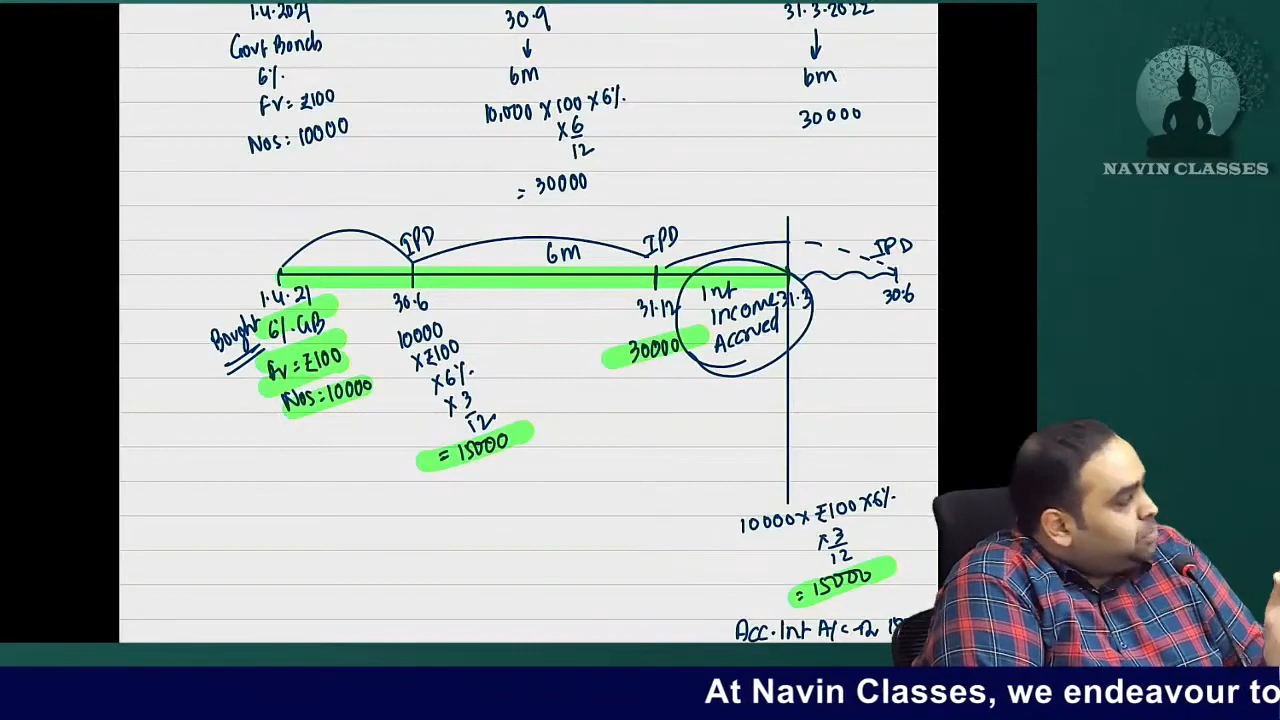 1.4.2021
30.9
31.3.2022
Govt Bonds
6%
FV = ₹100
Nos: 10000
6m
10,000 × 100 × 6%
× 6
12
= 30000
6m
30000
IPD
6m
IPD
IPD
1.4.21
30.6
31.12
31.3
30.6
Bought
6% GB
FV = ₹100
Nos: 10000
10000
× ₹100
× 6%
× 3
12
= 15000
30000
Int
Income
Accrued
10000 × ₹100 × 6%
× 3
12
= 15000
Acc. Int A/c Dr
NAVIN CLASSES
At Navin Classes, we endeavour to